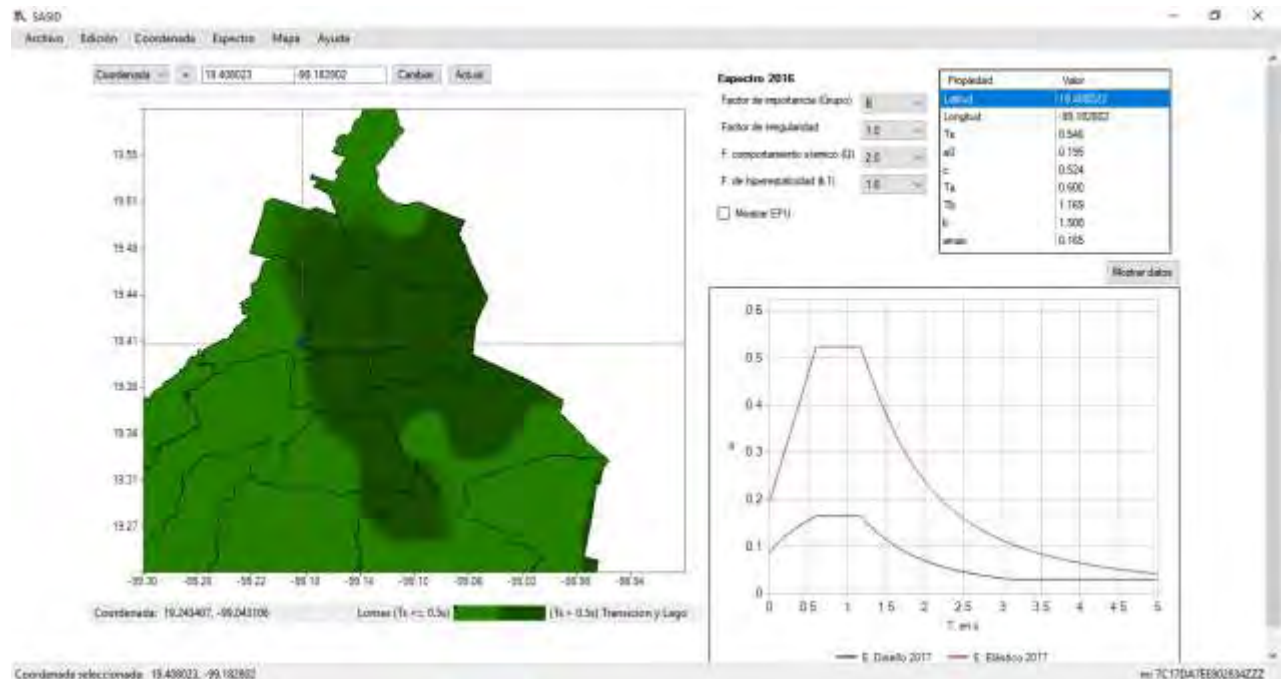 SASID
Archivo Edición Coordenada Espectro Mapa Ayuda
Coordenada 19.408023 -99.182802 Cambiar Actual
Espectro 2016
Factor de importancia (Grupo) B
Factor de irregularidad 1.0
F. comportamiento sísmico (Q) 2.0
F. de hiperestaticidad (k1)
Mostrar EPU
Propiedad Valor
Latitud 19.408023
Longitud -99.182802
Ts 0.546
a0 0.195
c 0.524
Ta 0.600
Tb 1.169
k
amax 0.165
Mostrar datos
19.55
19.51
19.48
19.44
19.41
19.38
19.34
19.31
19.27
-99.30 -99.26 -99.22 -99.18 -99.14 -99.10 -99.06 -99.02 -98.98 -98.94
Coordenada: 19.243407, -99.043106 Lomas (Ts <= 0.5s) (Ts > 0.5s) Transición y Lago
0.6
0.5
0.4
a 0.3
0.2
0.1
0
0 0.5 1 1.5 2 2.5 3 3.5 4 4.5 5
T, en s
E. Diseño 2017 E. Elástico 2017
Coordenada seleccionada: 19.408023, -99.182802